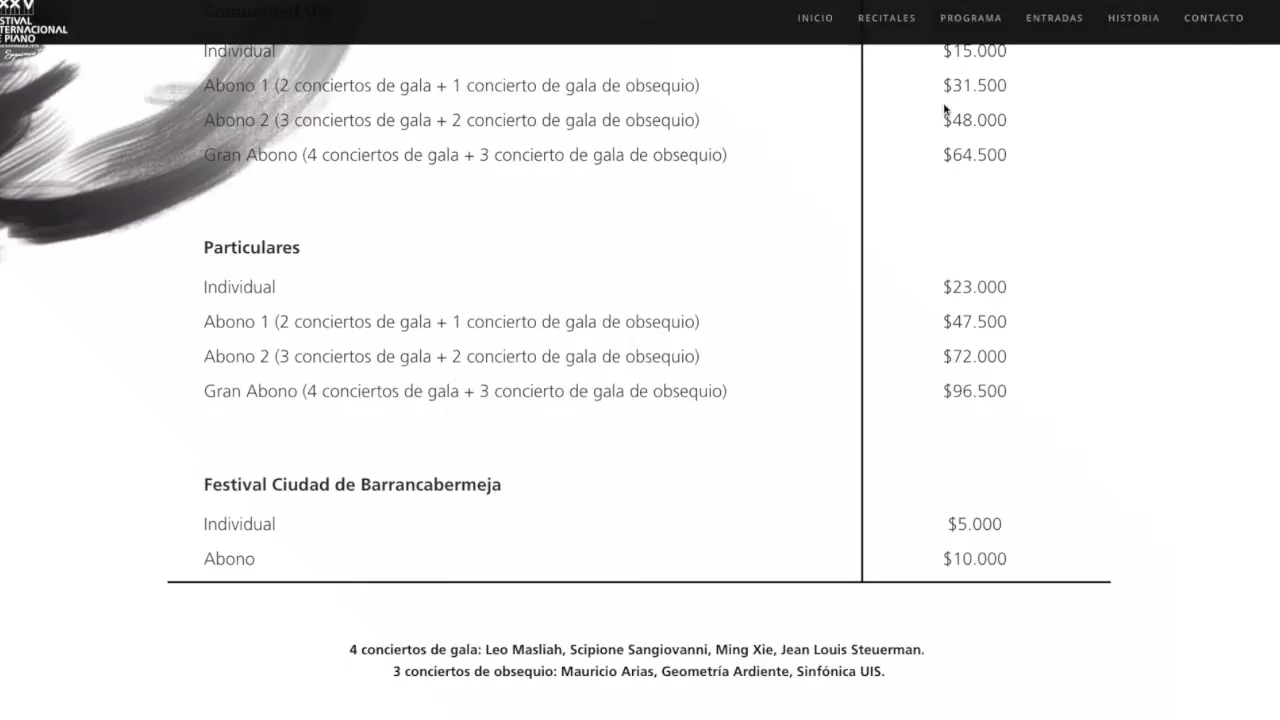 INICIO RECITALES PROGRAMA ENTRADAS HISTORIA CONTACTO
Comunidad UIS
Individual $15.000
Abono 1 (2 conciertos de gala + 1 concierto de gala de obsequio) $31.500
Abono 2 (3 conciertos de gala + 2 concierto de gala de obsequio) $48.000
Gran Abono (4 conciertos de gala + 3 concierto de gala de obsequio) $64.500
Particulares
Individual $23.000
Abono 1 (2 conciertos de gala + 1 concierto de gala de obsequio) $47.500
Abono 2 (3 conciertos de gala + 2 concierto de gala de obsequio) $72.000
Gran Abono (4 conciertos de gala + 3 concierto de gala de obsequio) $96.500
Festival Ciudad de Barrancabermeja
Individual $5.000
Abono $10.000
4 conciertos de gala: Leo Masliah, Scipione Sangiovanni, Ming Xie, Jean Louis Steuerman.
3 conciertos de obsequio: Mauricio Arias, Geometría Ardiente, Sinfónica UIS.